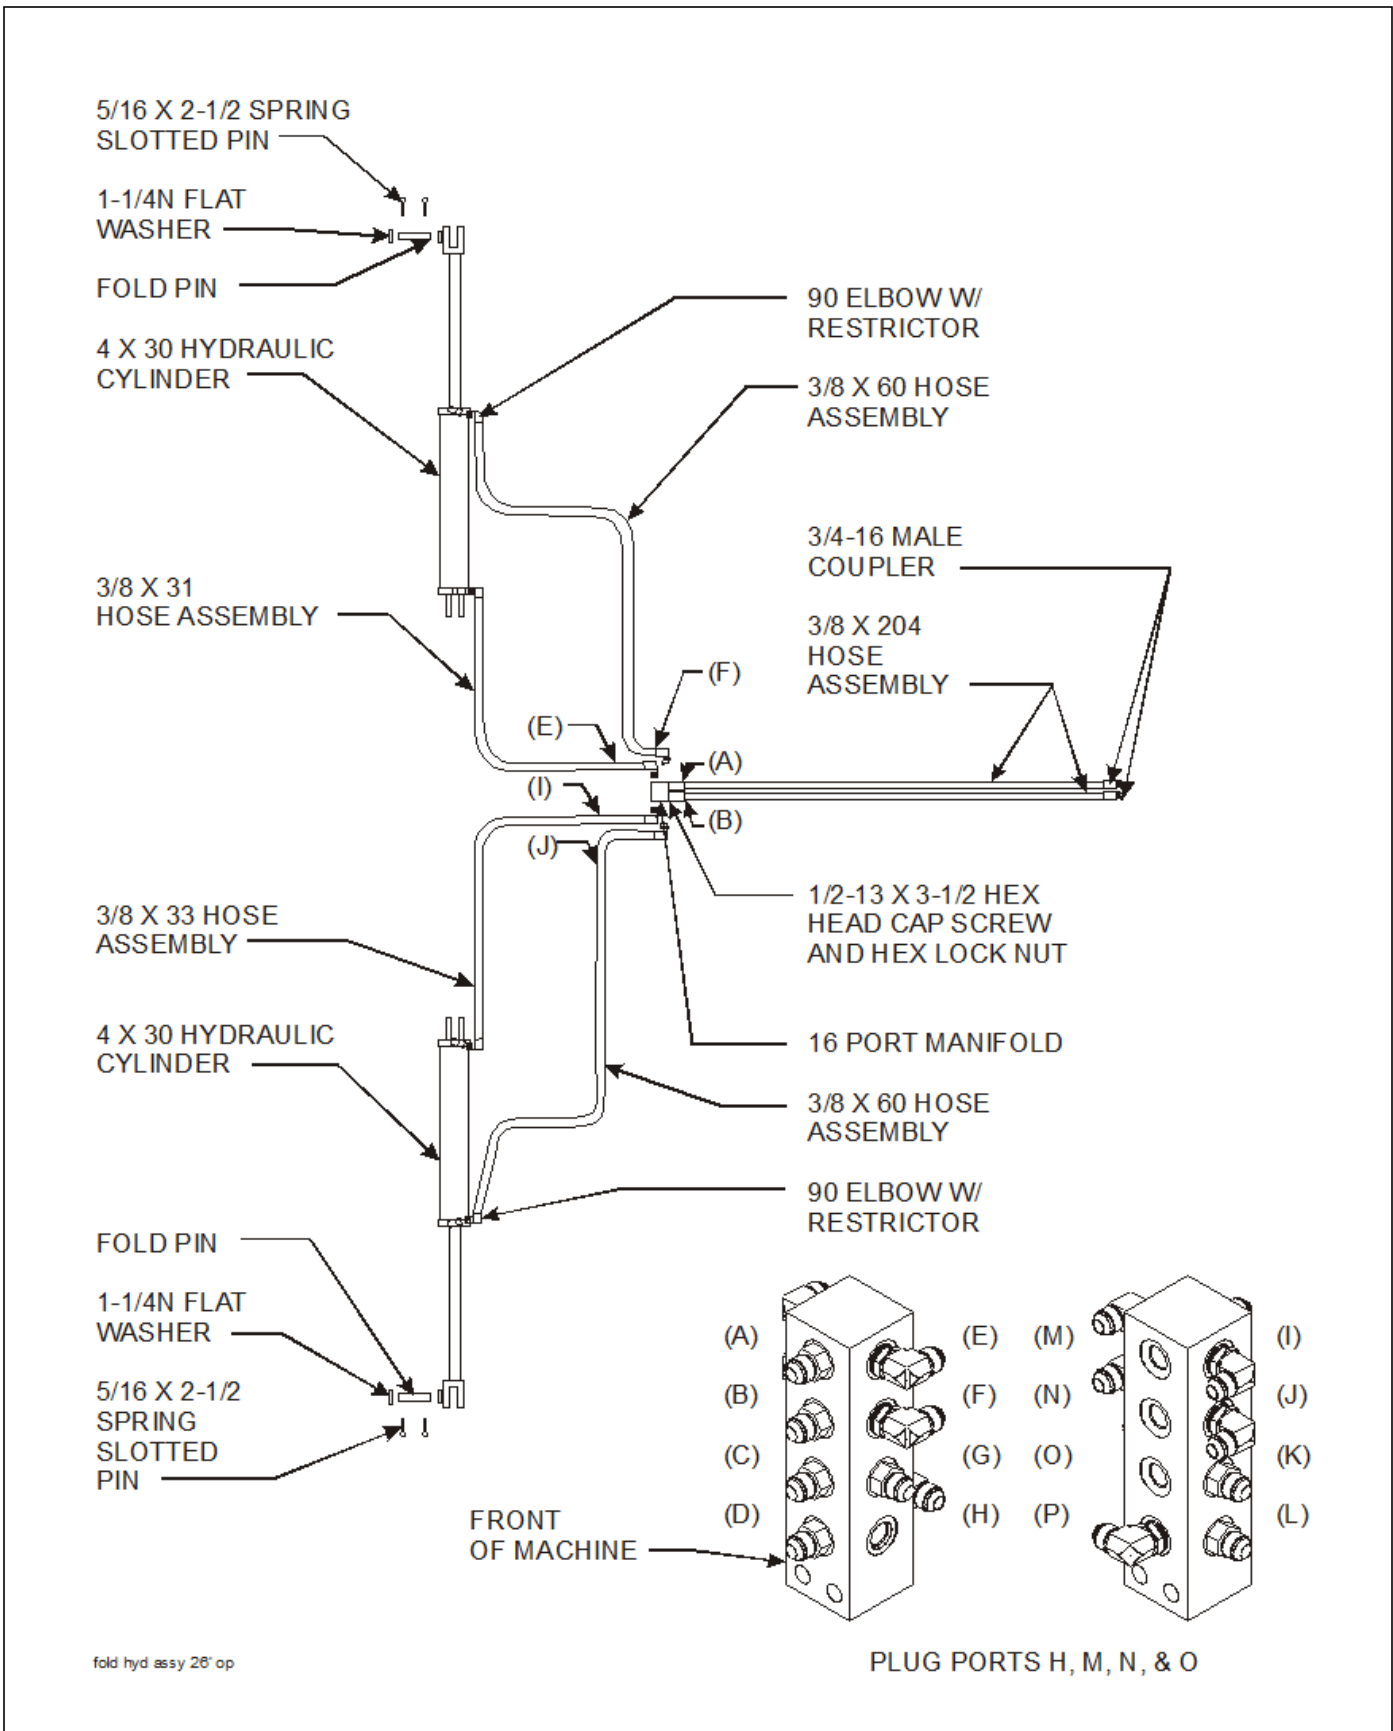 5/16 X 2-1/2 SPRING
SLOTTED PIN
1-1/4N FLAT
WASHER
FOLD PIN
4 X 30 HYDRAULIC
CYLINDER
90 ELBOW W/
RESTRICTOR
3/8 X 60 HOSE
ASSEMBLY
3/4-16 MALE
COUPLER
3/8 X 31
HOSE ASSEMBLY
3/8 X 204
HOSE
ASSEMBLY
(F)
(E)
(A)
(I)
(B)
(J)
1/2-13 X 3-1/2 HEX
HEAD CAP SCREW
AND HEX LOCK NUT
3/8 X 33 HOSE
ASSEMBLY
4 X 30 HYDRAULIC
CYLINDER
16 PORT MANIFOLD
3/8 X 60 HOSE
ASSEMBLY
90 ELBOW W/
RESTRICTOR
FOLD PIN
1-1/4N FLAT
WASHER
5/16 X 2-1/2
SPRING
SLOTTED
PIN
(A) (E) (M) (I)
(B) (F) (N) (J)
(C) (G) (O) (K)
(D) (H) (P) (L)
FRONT
OF MACHINE
fold hyd assy 26' op
PLUG PORTS H, M, N, & O